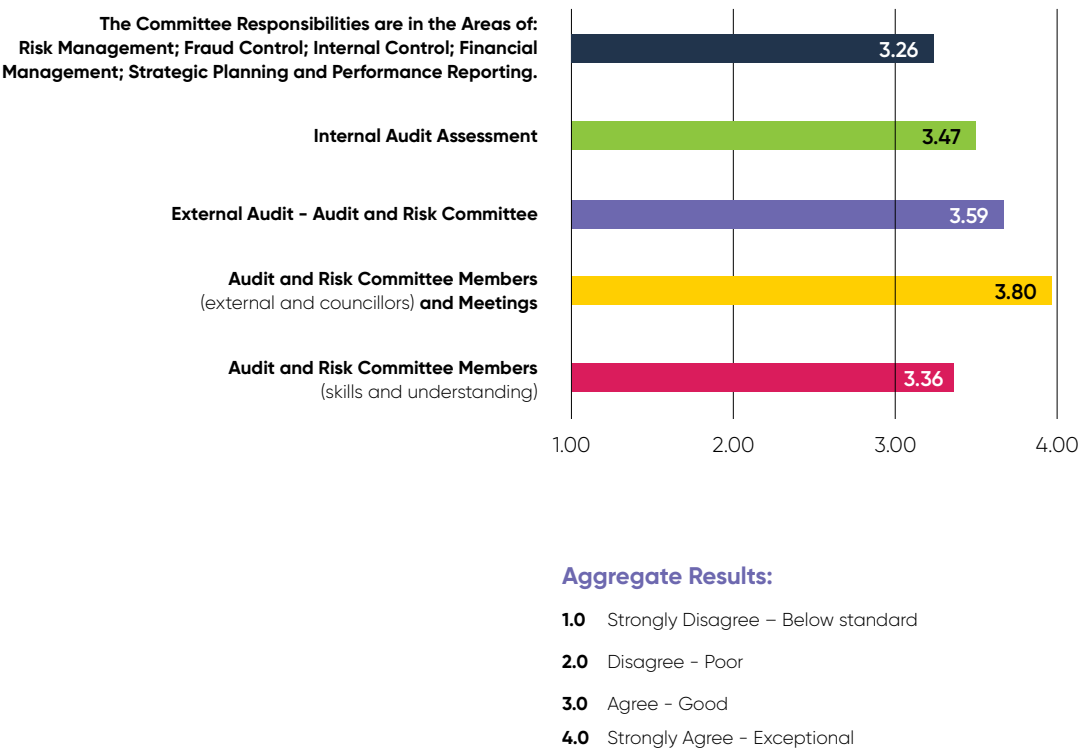 The Committee Responsibilities are in the Areas of:
Risk Management; Fraud Control; Internal Control; Financial
Management; Strategic Planning and Performance Reporting.
3.26
Internal Audit Assessment
3.47
External Audit - Audit and Risk Committee
3.59
Audit and Risk Committee Members
(external and councillors) and Meetings
3.80
Audit and Risk Committee Members
(skills and understanding)
3.36
1.00 2.00 3.00 4.00
Aggregate Results:
1.0 Strongly Disagree – Below standard
2.0 Disagree - Poor
3.0 Agree - Good
4.0 Strongly Agree - Exceptional